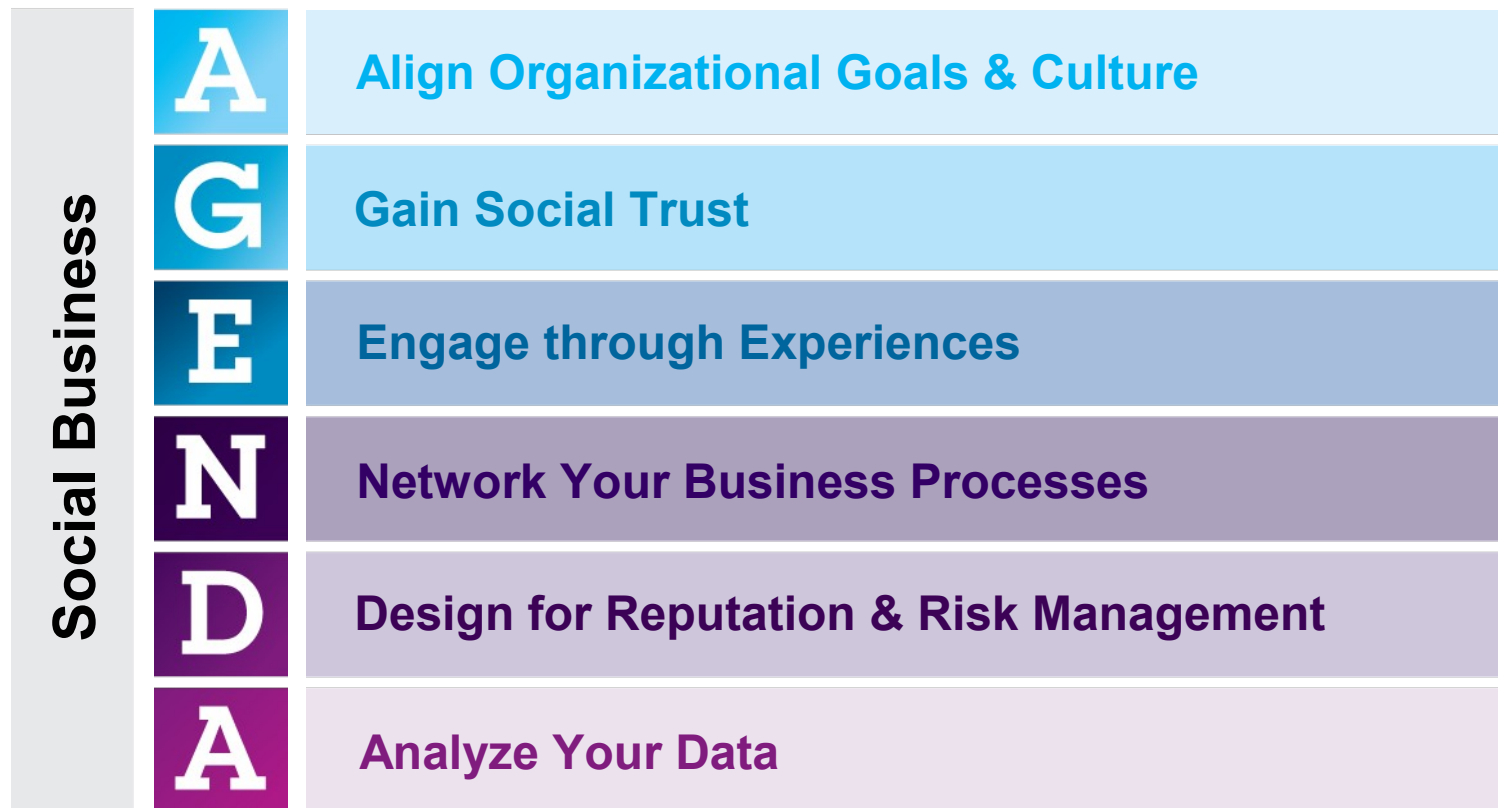 Social Business
A
Align Organizational Goals & Culture
G
Gain Social Trust
E
Engage through Experiences
N
Network Your Business Processes
D
Design for Reputation & Risk Management
A
Analyze Your Data